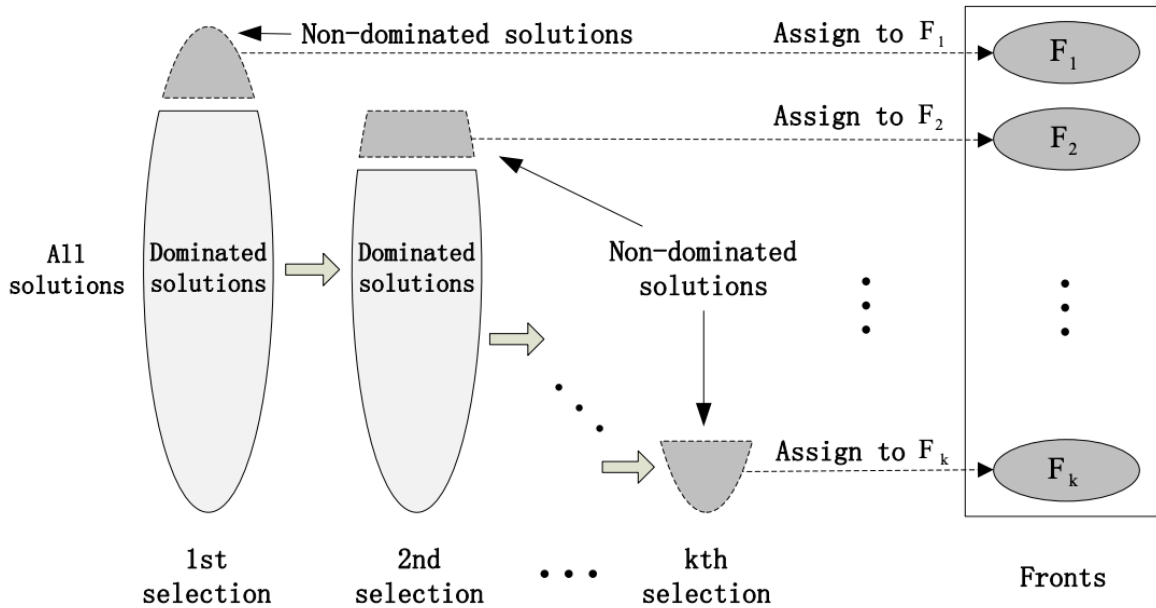 Non-dominated solutions
Assign to F₁
F₁
Assign to F₂
F₂
All
solutions
Dominated
solutions
Dominated
solutions
Non-dominated
solutions
Assign to Fₖ
Fₖ
1st
selection
2nd
selection
kth
selection
Fronts